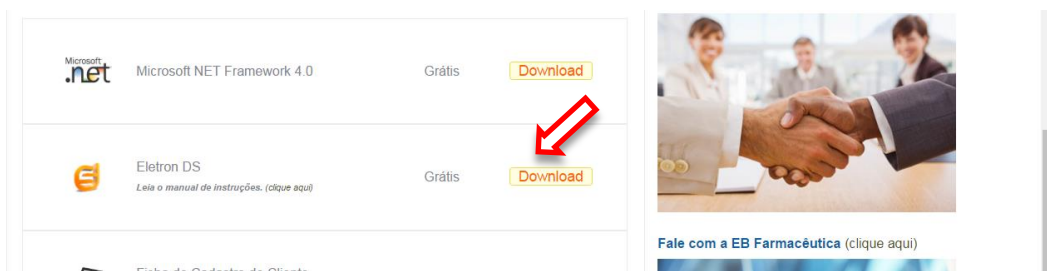 Microsoft
.net
Microsoft NET Framework 4.0
Grátis
Download
Eletron DS
Leia o manual de instruções. (clique aqui)
Grátis
Download
Fale com a EB Farmacêutica (clique aqui)